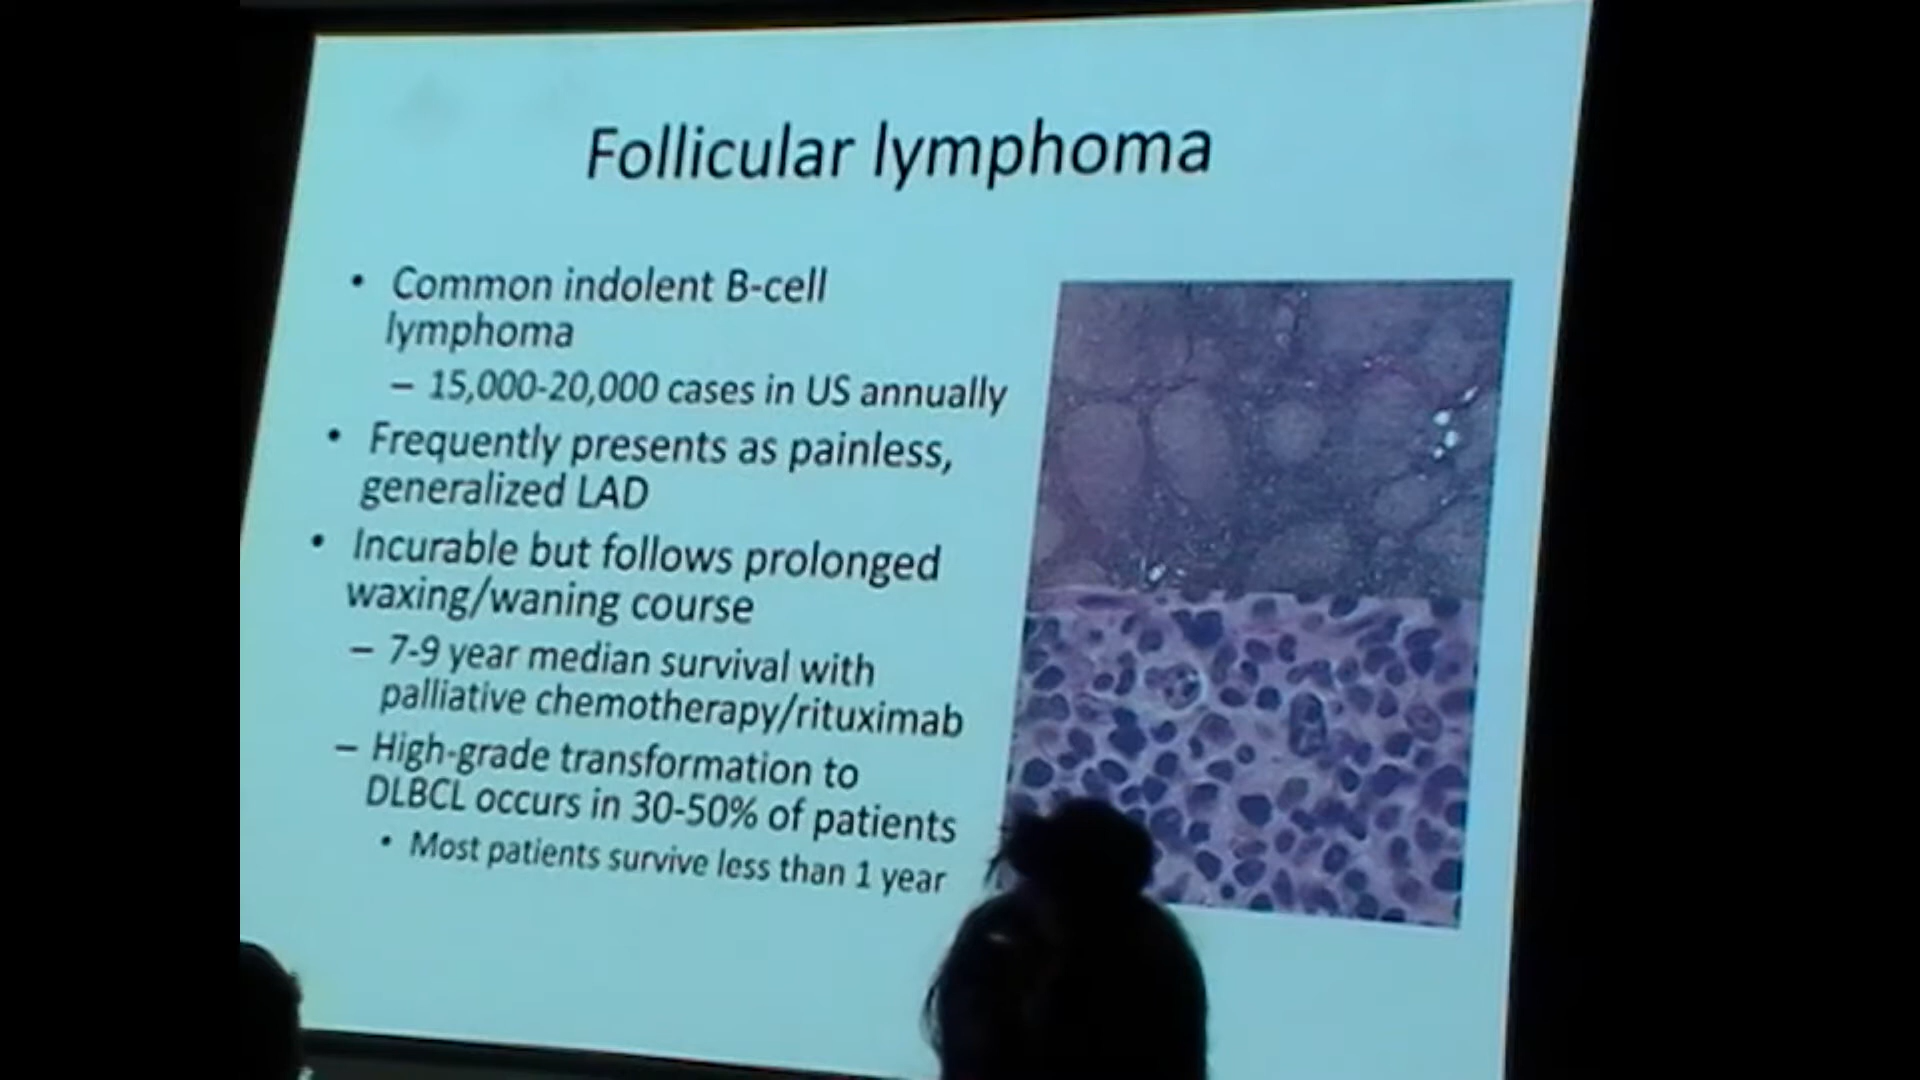 Follicular lymphoma
• Common indolent B-cell
lymphoma
– 15,000-20,000 cases in US annually
• Frequently presents as painless,
generalized LAD
• Incurable but follows prolonged
waxing/waning course
– 7-9 year median survival with
palliative chemotherapy/rituximab
– High-grade transformation to
DLBCL occurs in 30-50% of patients
• Most patients survive less than 1 year